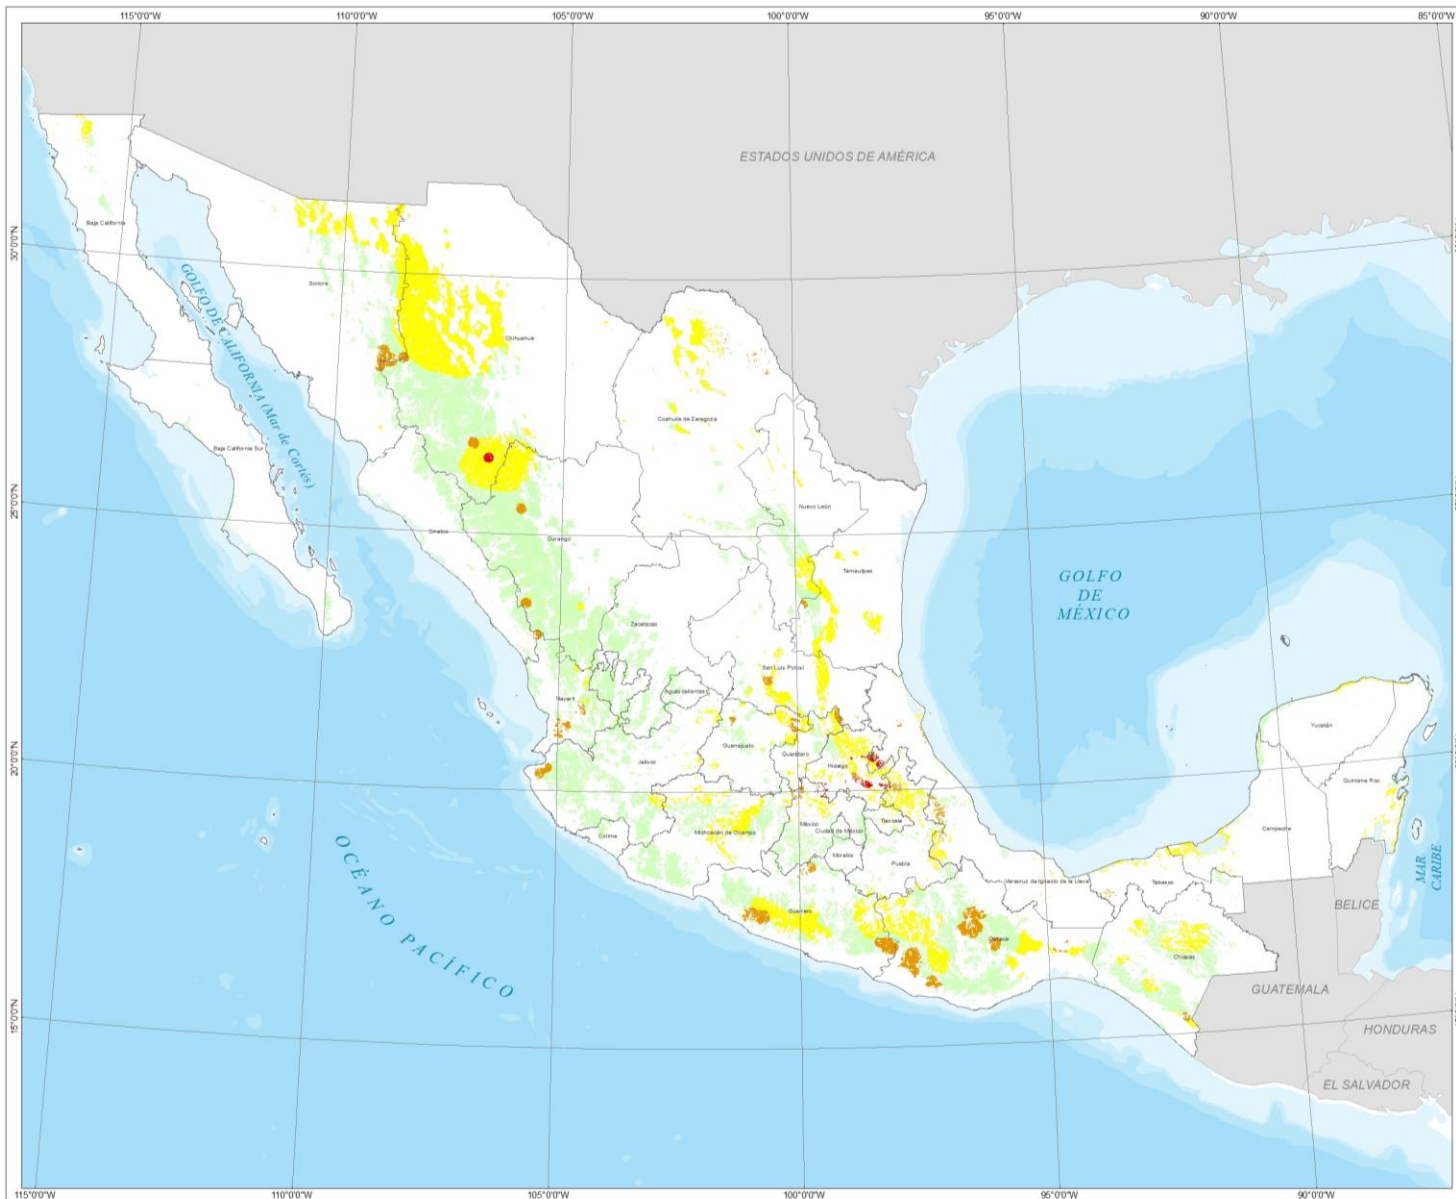 115°0'0"W 110°0'0"W 105°0'0"W 100°0'0"W 95°0'0"W 90°0'0"W 85°0'0"W
ESTADOS UNIDOS DE AMÉRICA
Baja California
30°0'0"N
GOLFO DE CALIFORNIA (Mar de Cortés)
Sonora
Chihuahua
Coahuila de Zaragoza
Baja California Sur
25°0'0"N
Nuevo León
Sinaloa
Durango
Tamaulipas
GOLFO
DE
MÉXICO
Zacatecas
San Luis Potosí
Aguascalientes
Nayarit
Yucatán
Guanajuato
Querétaro
20°0'0"N
Jalisco
Hidalgo
Quintana Roo
México
Tlaxcala
Campeche
Colima
Michoacán de Ocampo
Ciudad de México
Morelos
Puebla
MAR
CARIBE
Veracruz de Ignacio de la Llave
Tabasco
BELICE
OCÉANO PACÍFICO
Guerrero
Oaxaca
Chiapas
GUATEMALA
15°0'0"N
HONDURAS
EL SALVADOR
115°0'0"W 110°0'0"W 105°0'0"W 100°0'0"W 95°0'0"W 90°0'0"W